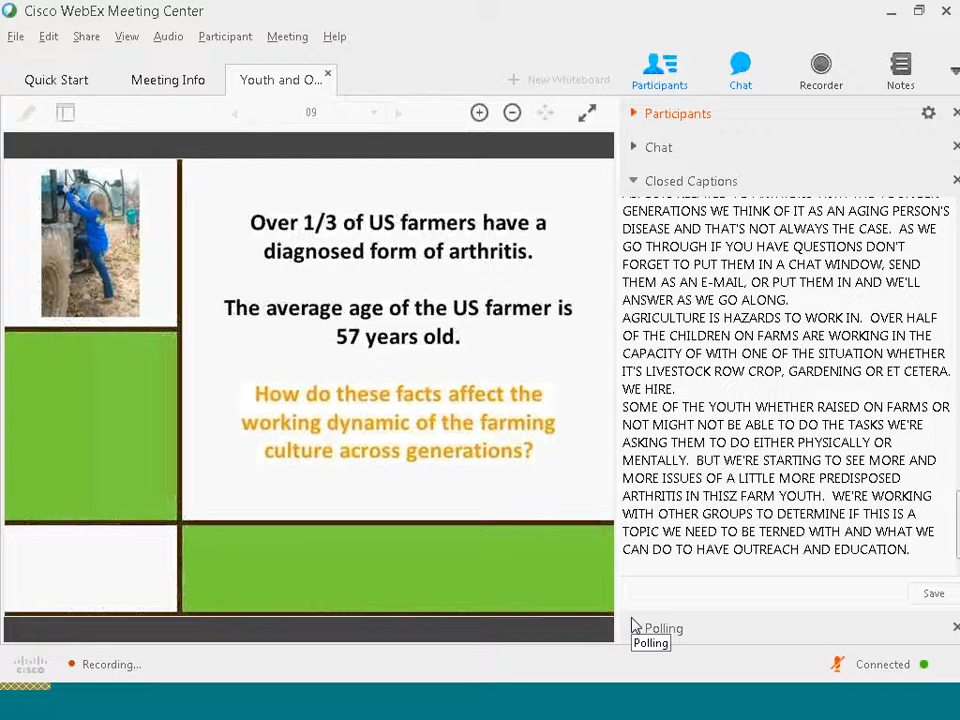 Cisco WebEx Meeting Center
File Edit Share View Audio Participant Meeting Help
Quick Start Meeting Info Youth and O... New Whiteboard
Participants Chat Recorder Notes
09
Over 1/3 of US farmers have a
diagnosed form of arthritis.
The average age of the US farmer is
57 years old.
How do these facts affect the
working dynamic of the farming
culture across generations?
Participants
Chat
Closed Captions
GENERATIONS WE THINK OF IT AS AN AGING PERSON'S
DISEASE AND THAT'S NOT ALWAYS THE CASE. AS WE
GO THROUGH IF YOU HAVE QUESTIONS DON'T
FORGET TO PUT THEM IN A CHAT WINDOW, SEND
THEM AS AN E-MAIL, OR PUT THEM IN AND WE'LL
ANSWER AS WE GO ALONG.
AGRICULTURE IS HAZARDS TO WORK IN. OVER HALF
OF THE CHILDREN ON FARMS ARE WORKING IN THE
CAPACITY OF WITH ONE OF THE SITUATION WHETHER
IT'S LIVESTOCK ROW CROP, GARDENING OR ET CETERA.
WE HIRE.
SOME OF THE YOUTH WHETHER RAISED ON FARMS OR
NOT MIGHT NOT BE ABLE TO DO THE TASKS WE'RE
ASKING THEM TO DO EITHER PHYSICALLY OR
MENTALLY. BUT WE'RE STARTING TO SEE MORE AND
MORE ISSUES OF A LITTLE MORE PREDISPOSED
ARTHRITIS IN THISZ FARM YOUTH. WE'RE WORKING
WITH OTHER GROUPS TO DETERMINE IF THIS IS A
TOPIC WE NEED TO BE TERNED WITH AND WHAT WE
CAN DO TO HAVE OUTREACH AND EDUCATION.
Save
Polling
Polling
cisco
Recording...
Connected